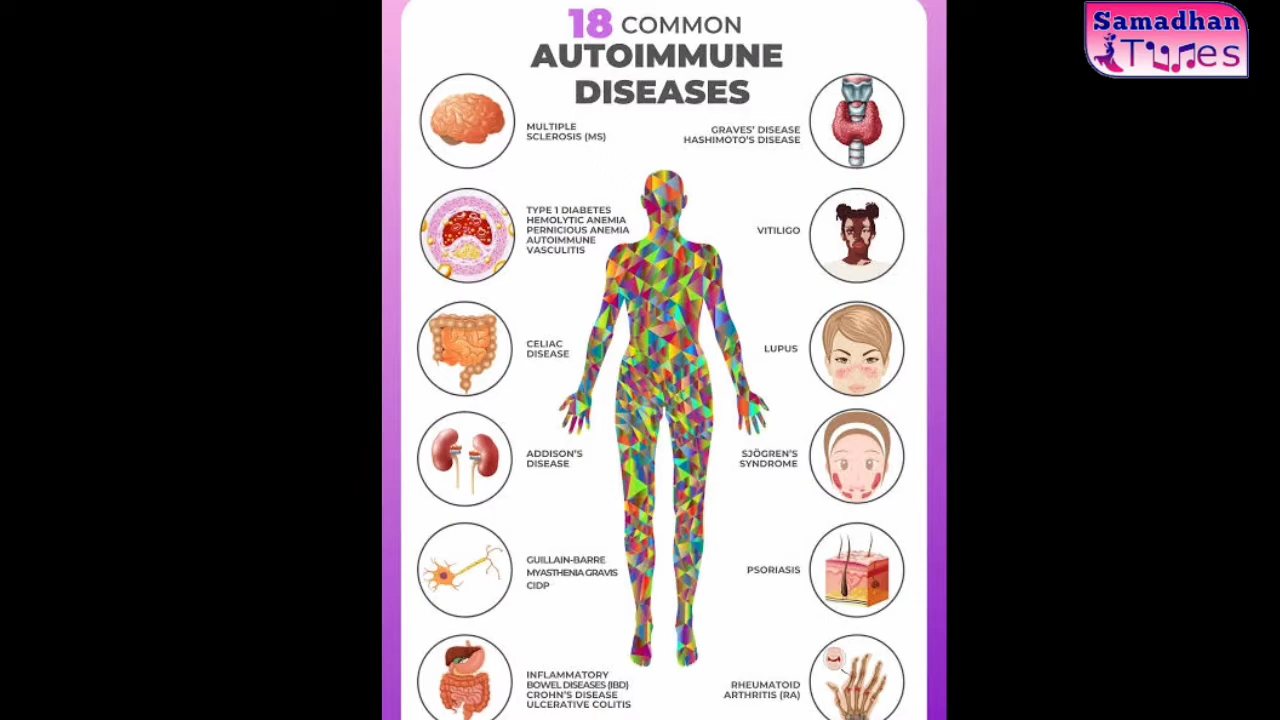 18 COMMON
AUTOIMMUNE
DISEASES
Samadhan
Tunes
MULTIPLE
SCLEROSIS (MS)
GRAVES' DISEASE
HASHIMOTO'S DISEASE
TYPE 1 DIABETES
HEMOLYTIC ANEMIA
PERNICIOUS ANEMIA
AUTOIMMUNE
VASCULITIS
VITILIGO
CELIAC
DISEASE
LUPUS
ADDISON'S
DISEASE
SJÖGREN'S
SYNDROME
GUILLAIN-BARRE
MYASTHENIA GRAVIS
CIDP
PSORIASIS
INFLAMMATORY
BOWEL DISEASES (IBD)
CROHN'S DISEASE
ULCERATIVE COLITIS
RHEUMATOID
ARTHRITIS (RA)